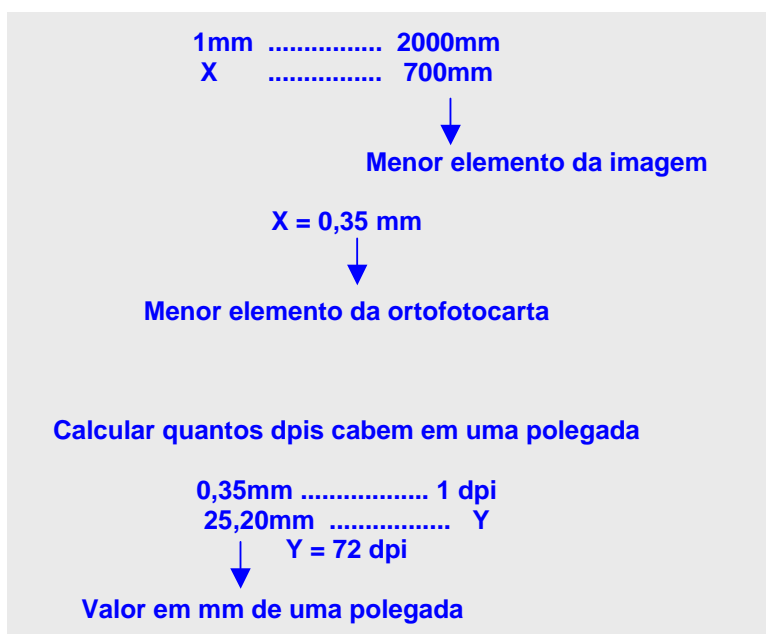 1mm ................ 2000mm
X ................ 700mm
Menor elemento da imagem
X = 0,35 mm
Menor elemento da ortofotocarta
Calcular quantos dpis cabem em uma polegada
0,35mm .................. 1 dpi
25,20mm ................. Y
Y = 72 dpi
Valor em mm de uma polegada